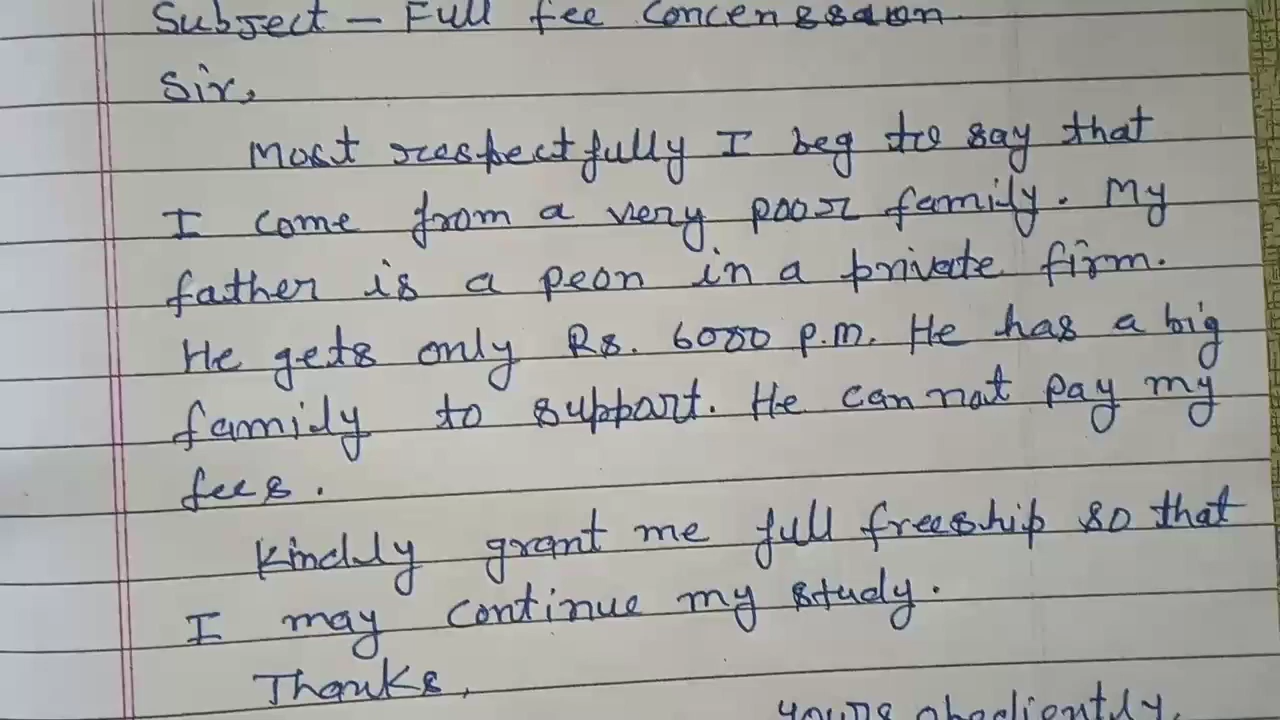 Subject - Full fee Concenssion
Sir,
Most respectfully I beg to say that
I come from a very poor family. My
father is a peon in a private firm.
He gets only Rs. 6000 p.m. He has a big
family to support. He can not pay my
fees.
Kindly grant me full freeship so that
I may continue my study.
Thanks,
yours obediently,